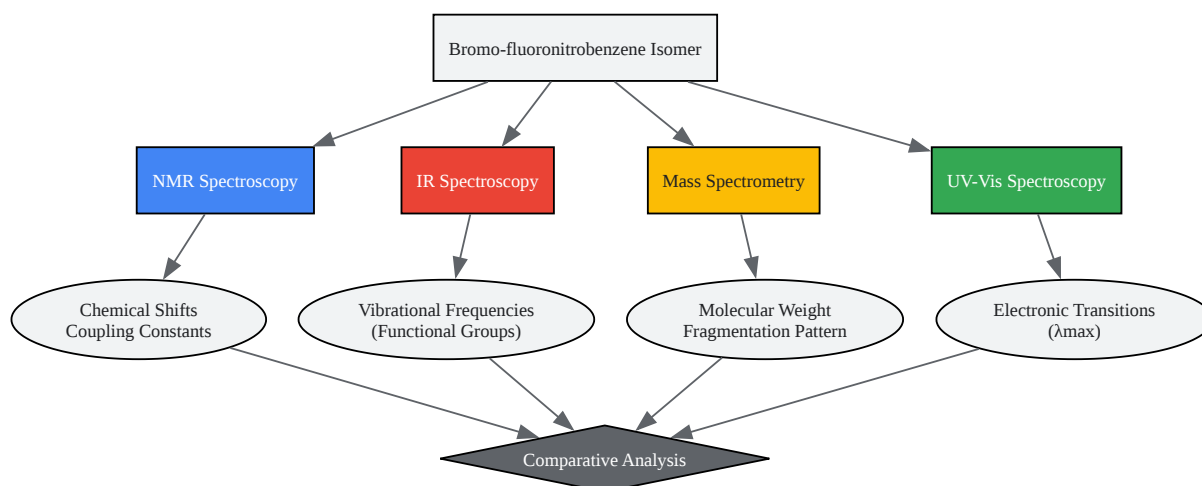 Bromo-fluoronitrobenzene Isomer
NMR Spectroscopy
IR Spectroscopy
Mass Spectrometry
UV-Vis Spectroscopy
Chemical Shifts
Coupling Constants
Vibrational Frequencies
(Functional Groups)
Molecular Weight
Fragmentation Pattern
Electronic Transitions
(λmax)
Comparative Analysis